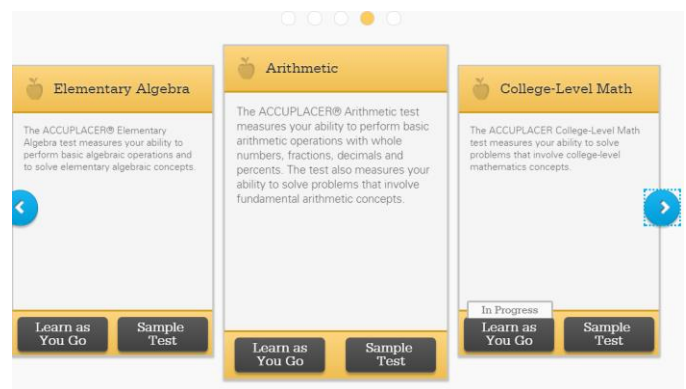 Elementary Algebra
The ACCUPLACER® Elementary
Algebra test measures your ability to
perform basic algebraic operations and
to solve elementary algebraic concepts.
Learn as
You Go
Sample
Test
Arithmetic
The ACCUPLACER® Arithmetic test
measures your ability to perform basic
arithmetic operations with whole
numbers, fractions, decimals and
percents. The test also measures your
ability to solve problems that involve
fundamental arithmetic concepts.
Learn as
You Go
Sample
Test
College-Level Math
The ACCUPLACER College-Level Math
test measures your ability to solve
problems that involve college-level
mathematics concepts.
In Progress
Learn as
You Go
Sample
Test